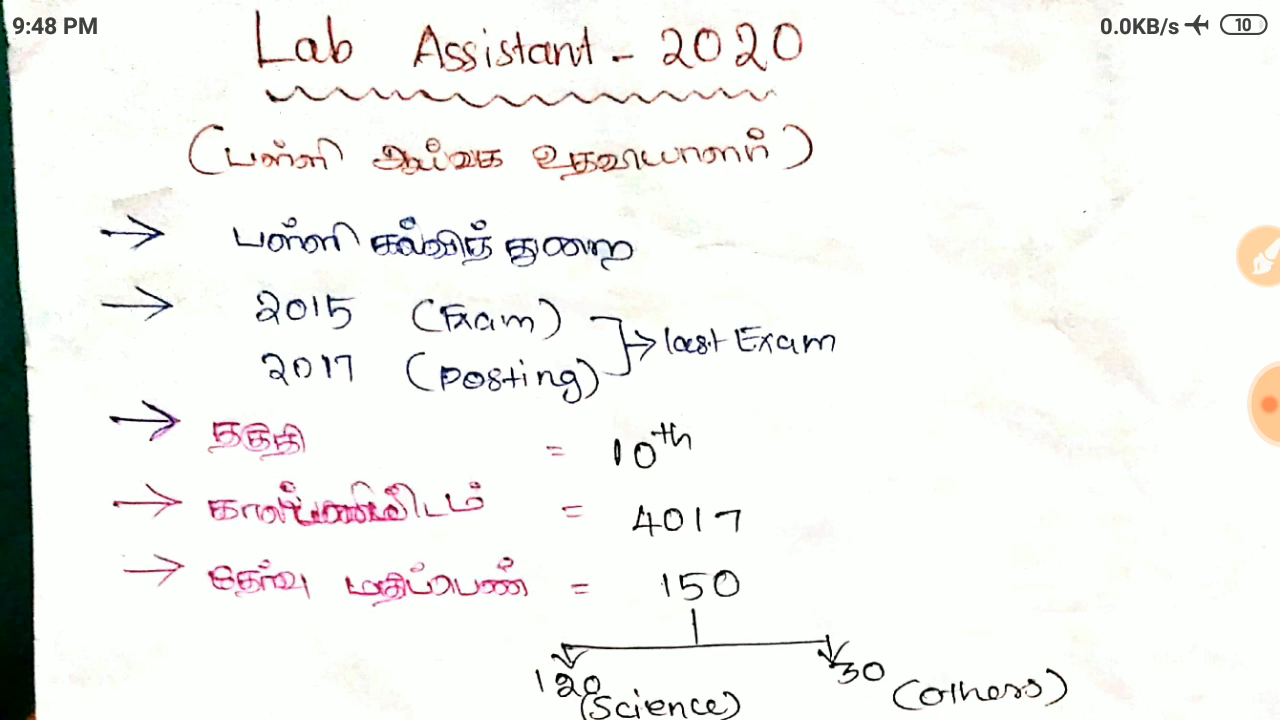 9:48 PM 0.0KB/s 10
Lab Assistant - 2020
(பள்ளி ஆய்வக உதவியாளர்)
→ பள்ளி கல்வித் துறை
→ 2015 (Exam)
2017 (Posting) → last Exam
→ தகுதி = 10th
→ காலிப்பணியிடம் = 4017
→ தேர்வு மதிப்பெண் = 150
120 (Science) 30 (Others)